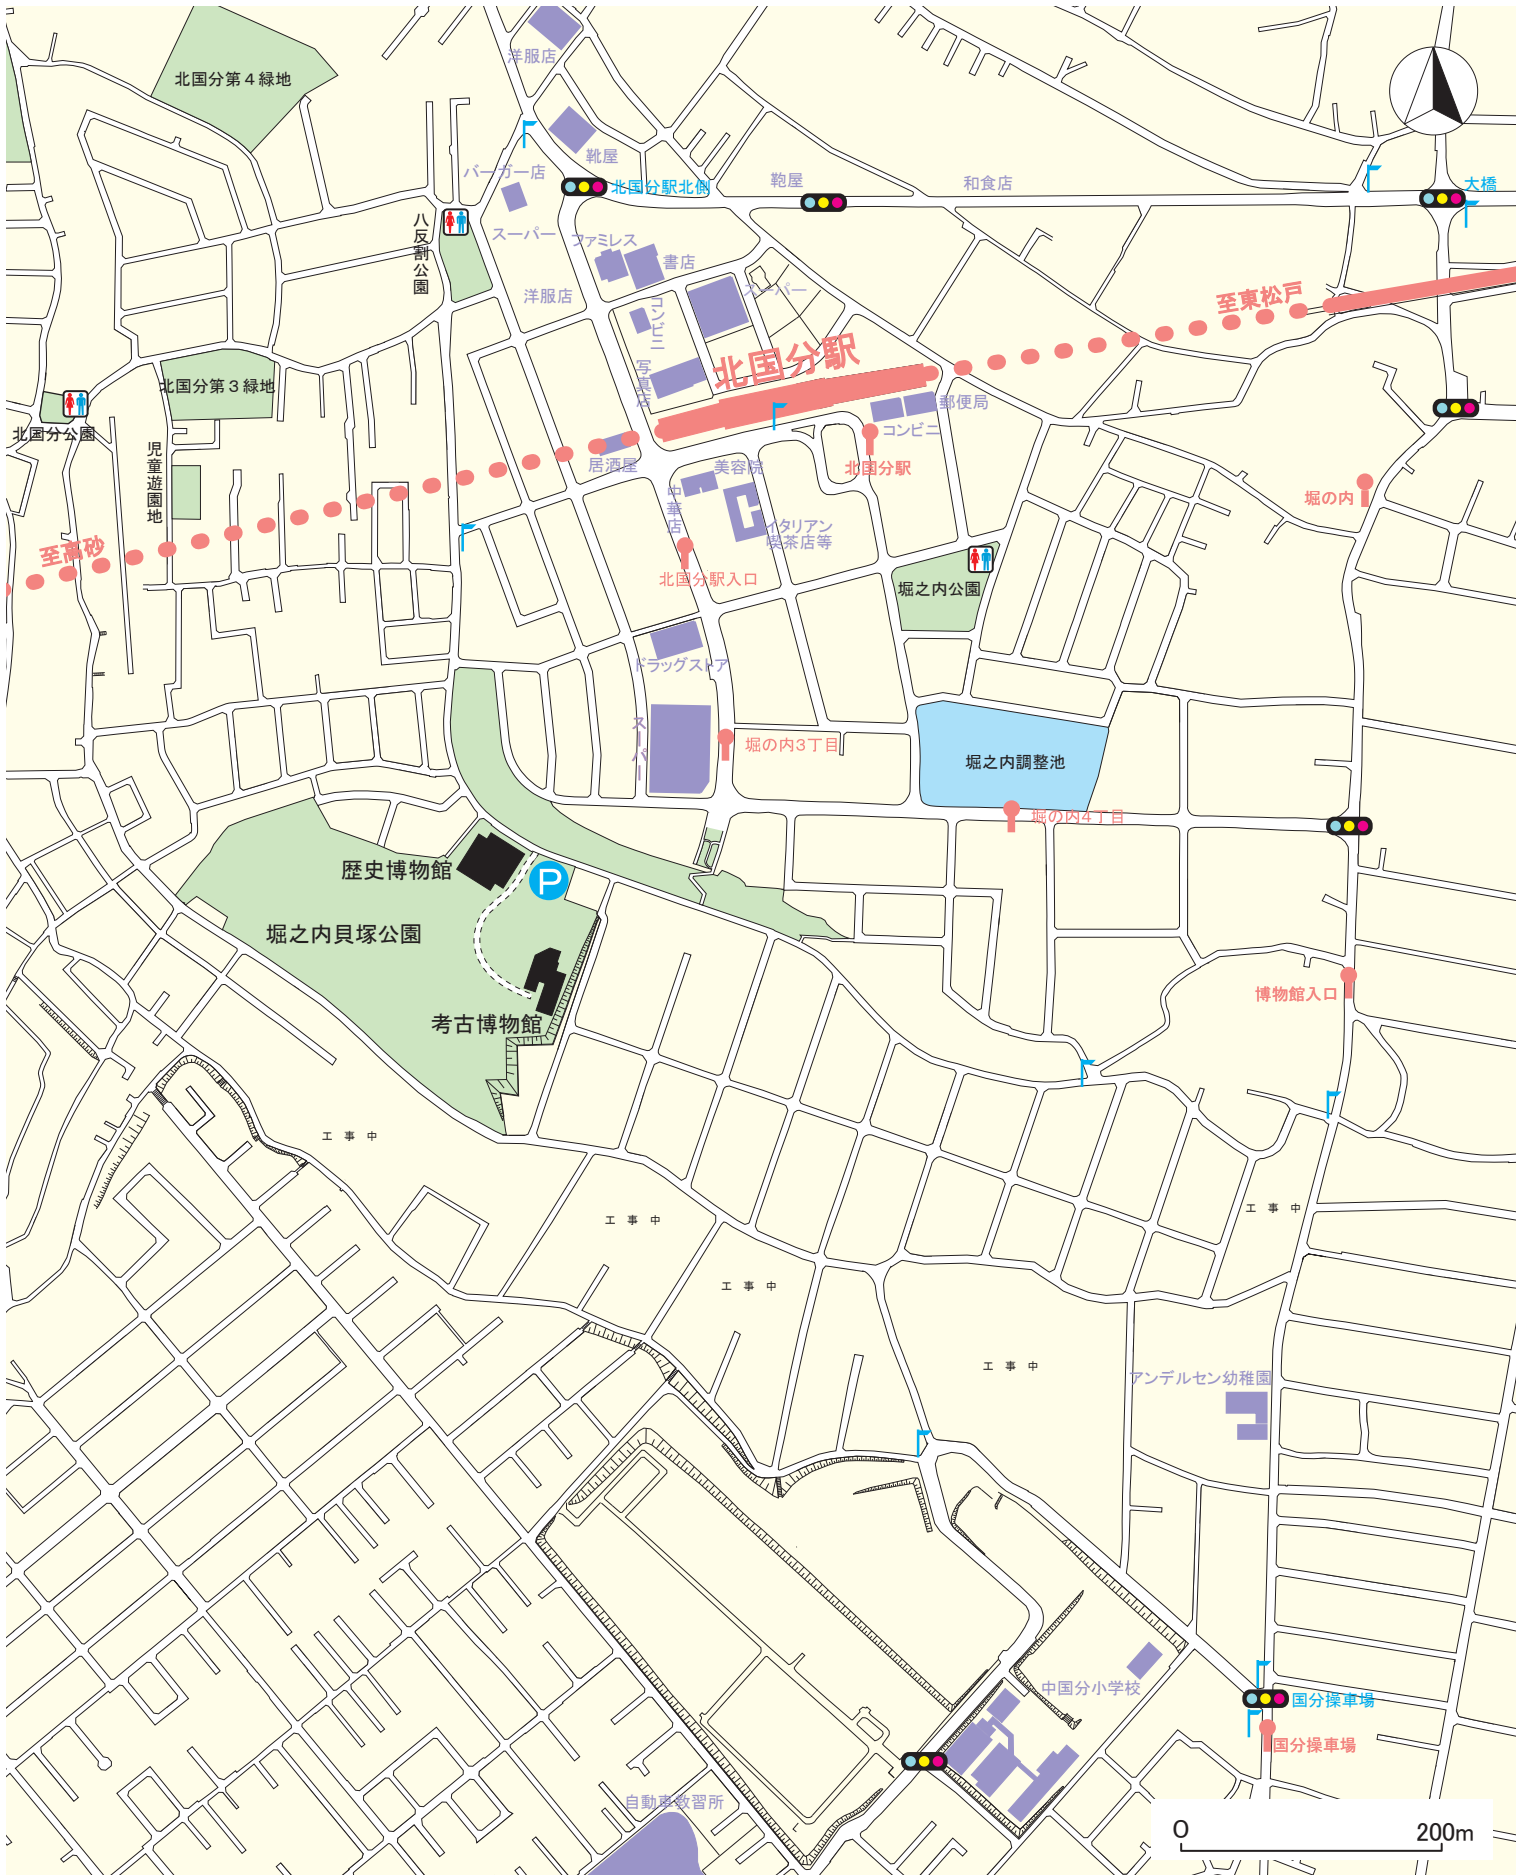 洋服店
北国分第4緑地
靴屋
バーガー店
北国分駅北側
鞄屋
和食店
大橋
八反割公園
スーパー
ファミレス
書店
洋服店
コンビニ
スーパー
至東松戸
北国分駅
写真店
北国分第3緑地
郵便局
コンビニ
北国分公園
児童遊園地
居酒屋
美容院
北国分駅
中華店
堀の内
イタリアン
喫茶店等
至高砂
北国分駅入口
堀之内公園
ドラッグストア
スーパー
堀の内3丁目
堀之内調整池
堀の内4丁目
歴史博物館
P
堀之内貝塚公園
博物館入口
考古博物館
工事中
工事中
工事中
工事中
工事中
アンデルセン幼稚園
中国分小学校
国分操車場
国分操車場
自動車教習所
0
200m